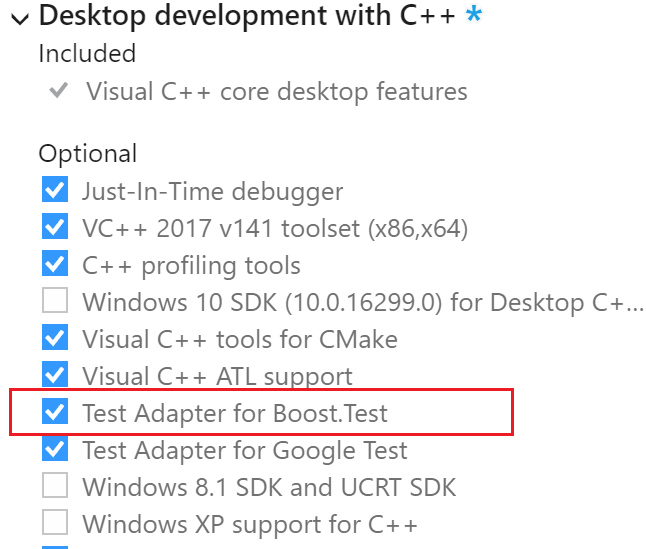 Desktop development with C++ *
Included
Visual C++ core desktop features
Optional
Just-In-Time debugger
VC++ 2017 v141 toolset (x86,x64)
C++ profiling tools
Windows 10 SDK (10.0.16299.0) for Desktop C+...
Visual C++ tools for CMake
Visual C++ ATL support
Test Adapter for Boost.Test
Test Adapter for Google Test
Windows 8.1 SDK and UCRT SDK
Windows XP support for C++